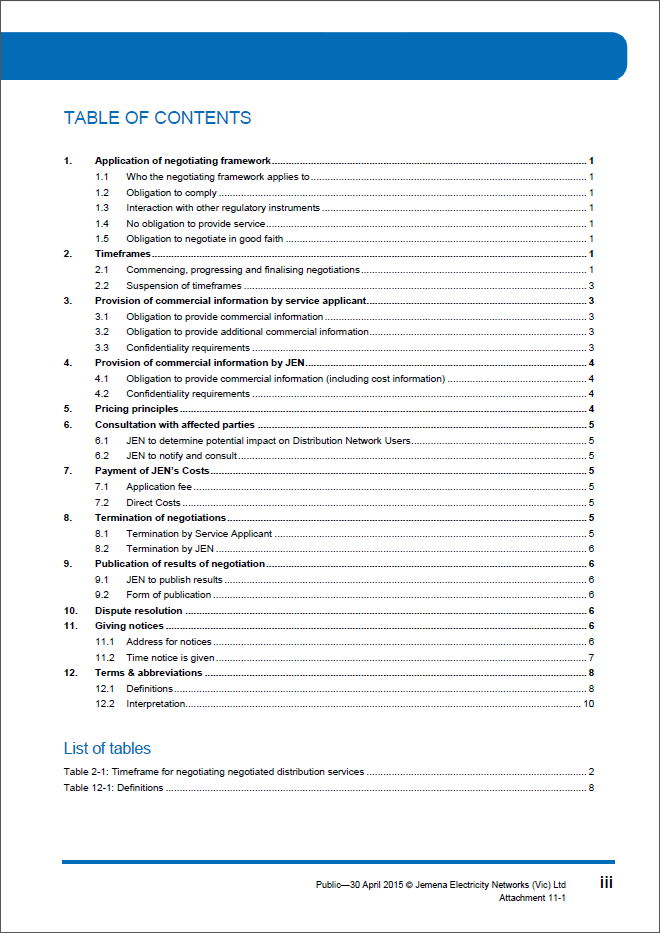 TABLE OF CONTENTS
1. Application of negotiating framework 1
1.1 Who the negotiating framework applies to 1
1.2 Obligation to comply 1
1.3 Interaction with other regulatory instruments 1
1.4 No obligation to provide service 1
1.5 Obligation to negotiate in good faith 1
2. Timeframes 1
2.1 Commencing, progressing and finalising negotiations 1
2.2 Suspension of timeframes 3
3. Provision of commercial information by service applicant 3
3.1 Obligation to provide commercial information 3
3.2 Obligation to provide additional commercial information 3
3.3 Confidentiality requirements 3
4. Provision of commercial information by JEN 4
4.1 Obligation to provide commercial information (including cost information) 4
4.2 Confidentiality requirements 4
5. Pricing principles 4
6. Consultation with affected parties 5
6.1 JEN to determine potential impact on Distribution Network Users 5
6.2 JEN to notify and consult 5
7. Payment of JEN's Costs 5
7.1 Application fee 5
7.2 Direct Costs 5
8. Termination of negotiations 5
8.1 Termination by Service Applicant 5
8.2 Termination by JEN 6
9. Publication of results of negotiation 6
9.1 JEN to publish results 6
9.2 Form of publication 6
10. Dispute resolution 6
11. Giving notices 6
11.1 Address for notices 6
11.2 Time notice is given 7
12. Terms & abbreviations 8
12.1 Definitions 8
12.2 Interpretation 10
List of tables
Table 2-1: Timeframe for negotiating negotiated distribution services 2
Table 12-1: Definitions 8
Public—30 April 2015 © Jemena Electricity Networks (Vic) Ltd iii
Attachment 11-1